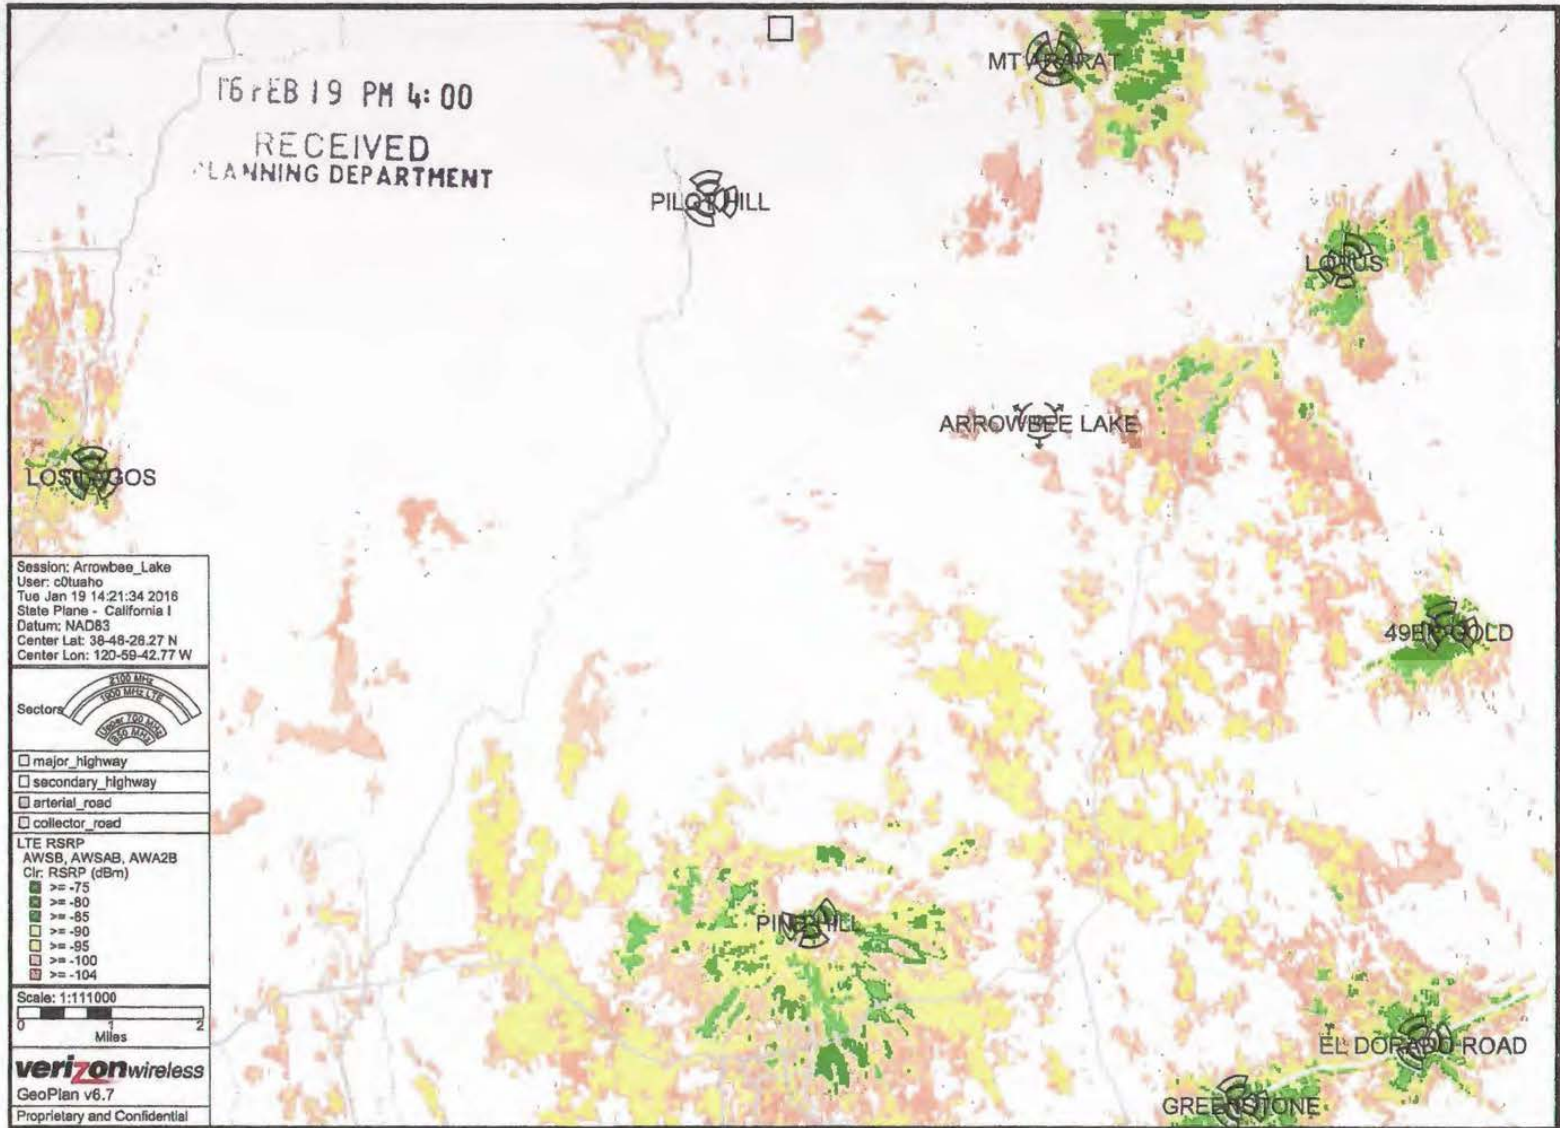 16 FEB 19 PM 4: 00
RECEIVED
PLANNING DEPARTMENT
MT ARARAT
PILOT HILL
LOTUS
ARROWBEE LAKE
LOS LAGOS
49ER GOLD
PINE HILL
EL DORADO ROAD
GREENSTONE
Session: Arrowbee_Lake
User: c0tuaho
Tue Jan 19 14:21:34 2016
State Plane - California I
Datum: NAD83
Center Lat: 38-48-26.27 N
Center Lon: 120-59-42.77 W
Sectors
2100 MHz
1900 MHz LTE
Upper 700 MHz
850 MHz
major_highway
secondary_highway
arterial_road
collector_road
LTE RSRP
AWSB, AWSAB, AWA2B
Clr: RSRP (dBm)
>= -75
>= -80
>= -85
>= -90
>= -95
>= -100
>= -104
Scale: 1:111000
0 1 2
Miles
verizon wireless
GeoPlan v6.7
Proprietary and Confidential